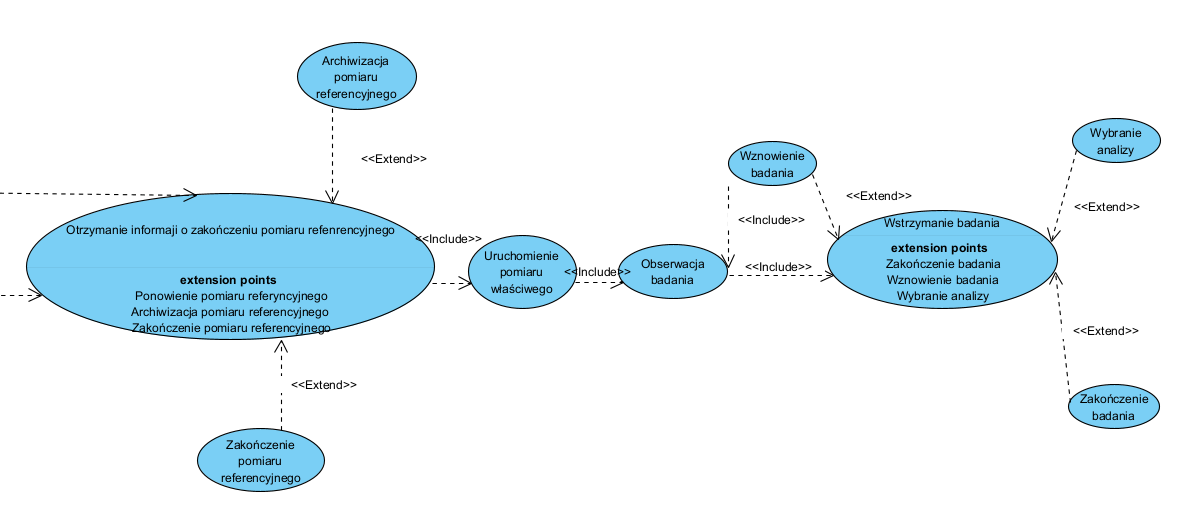 Archiwizacja
pomiaru
referencyjnego
<<Extend>>
Otrzymanie informaji o zakończeniu pomiaru refenrencyjnego
extension points
Ponowienie pomiaru referyncyjnego
Archiwizacja pomiaru referencyjnego
Zakończenie pomiaru referencyjnego
<<Extend>>
Zakończenie
pomiaru
referencyjnego
<<Include>>
Uruchomienie
pomiaru
właściwego
<<Include>>
Obserwacja
badania
Wznowienie
badania
<<Include>>
<<Extend>>
<<Include>>
Wstrzymanie badania
extension points
Zakończenie badania
Wznowienie badania
Wybranie analizy
Wybranie
analizy
<<Extend>>
<<Extend>>
Zakończenie
badania